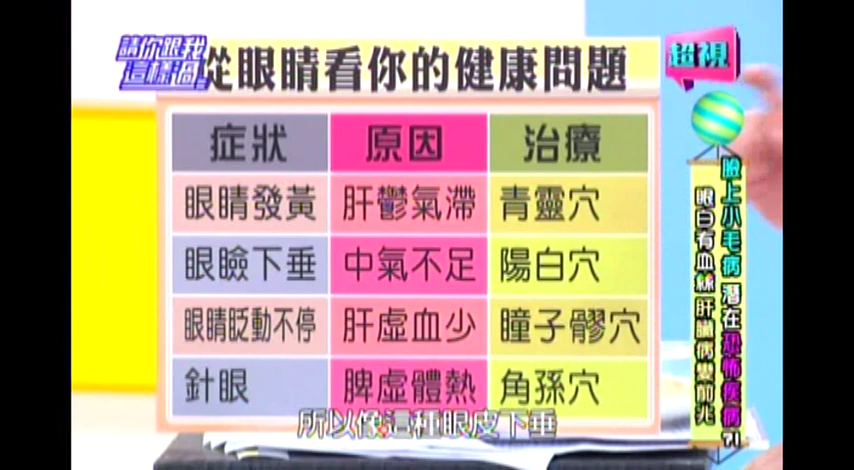 請你跟我
這樣過
從眼睛看你的健康問題
超視
症狀 原因 治療
眼睛發黃 肝鬱氣滯 青靈穴
眼瞼下垂 中氣不足 陽白穴
眼睛眨動不停 肝虛血少 瞳子髎穴
針眼 脾虛體熱 角孫穴
臉上小毛病 潛在恐怖疾病?!
眼白有血絲 肝臟病變前兆
所以像這種眼皮下垂